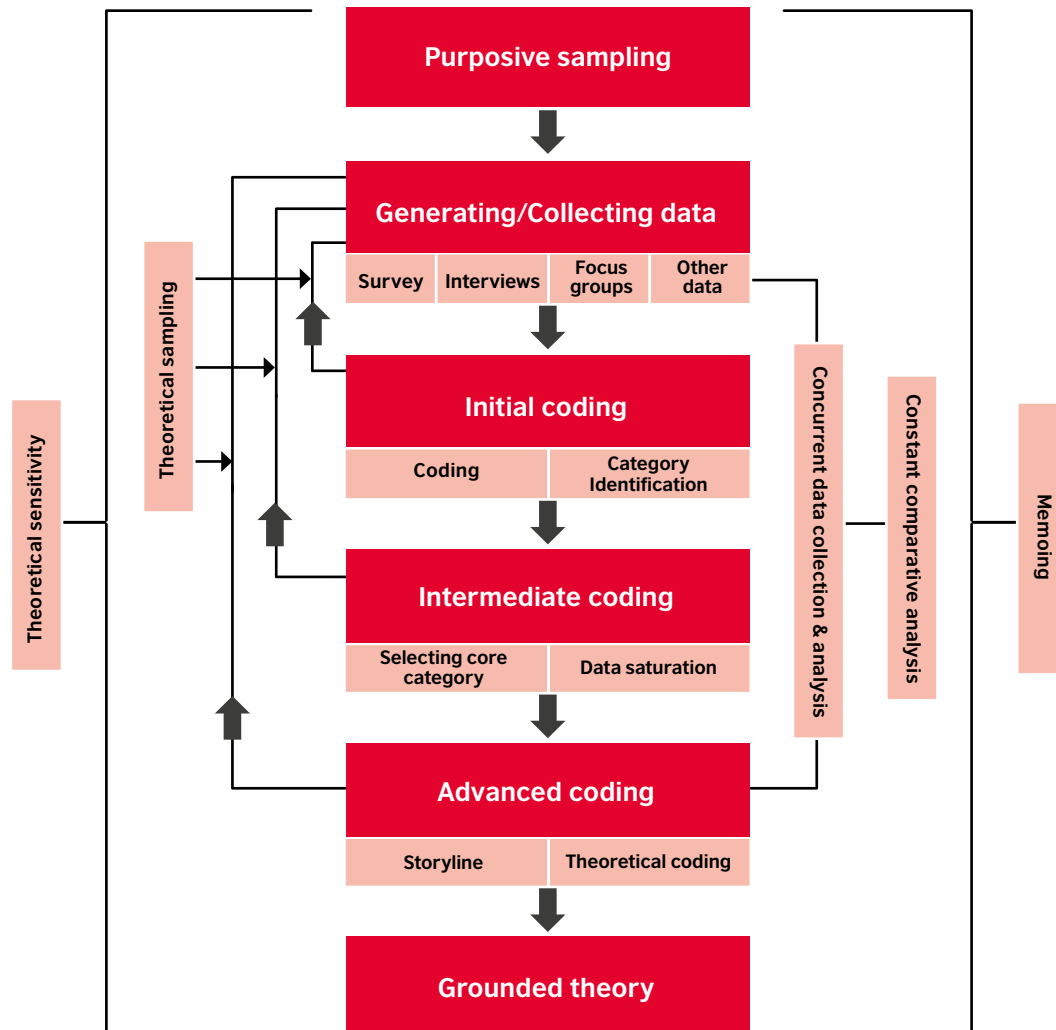 Purposive sampling
Generating/Collecting data
Survey
Interviews
Focus
groups
Other
data
Initial coding
Coding
Category
Identification
Intermediate coding
Selecting core
category
Data saturation
Advanced coding
Storyline
Theoretical coding
Grounded theory
Theoretical sensitivity
Theoretical sampling
Concurrent data collection & analysis
Constant comparative analysis
Memoing